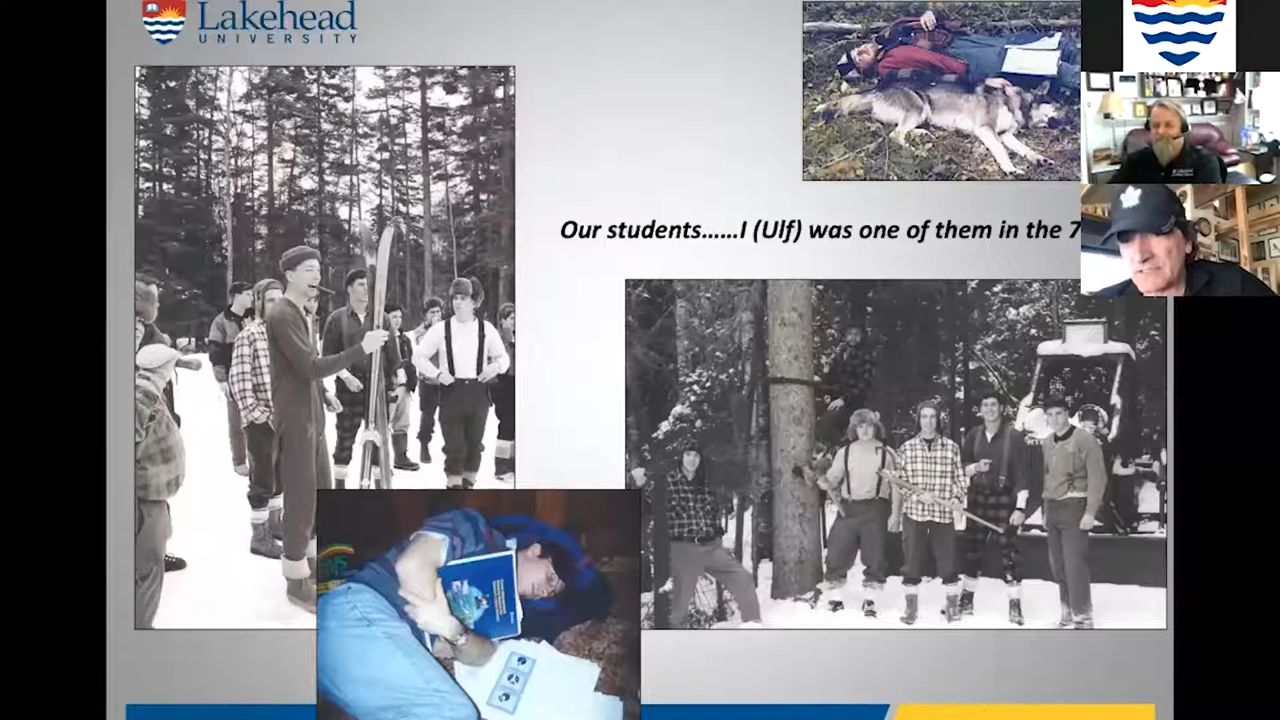 Lakehead
UNIVERSITY
Our students......I (Ulf) was one of them in the 7